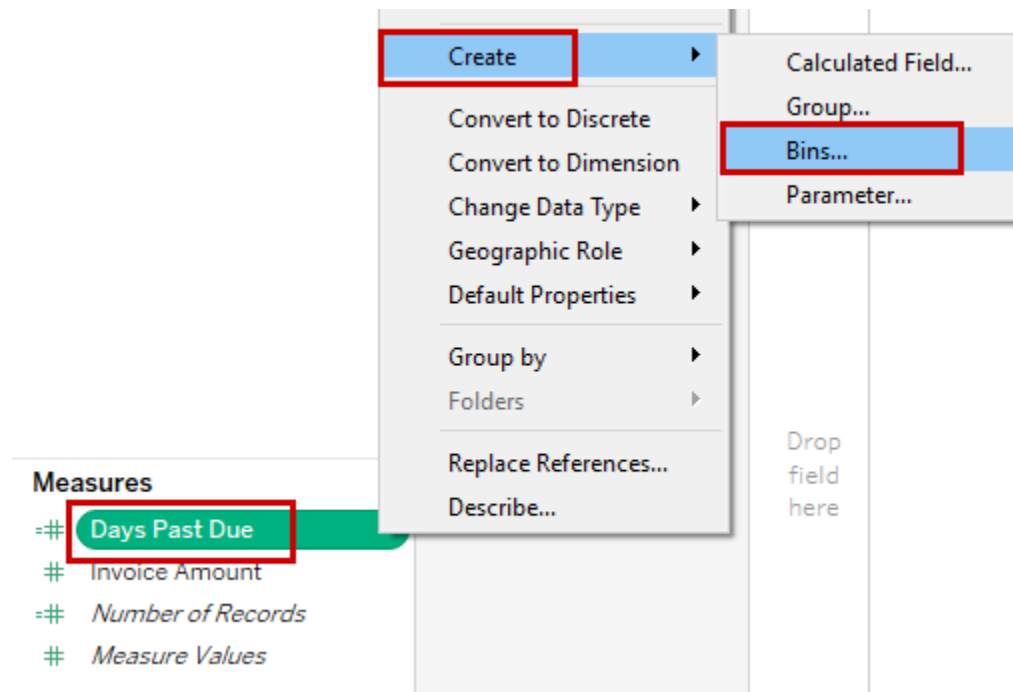 Create
Convert to Discrete
Convert to Dimension
Change Data Type
Geographic Role
Default Properties
Group by
Folders
Replace References...
Describe...
Calculated Field...
Group...
Bins...
Parameter...
Drop
field
here
Measures
=# Days Past Due
# Invoice Amount
=# Number of Records
# Measure Values